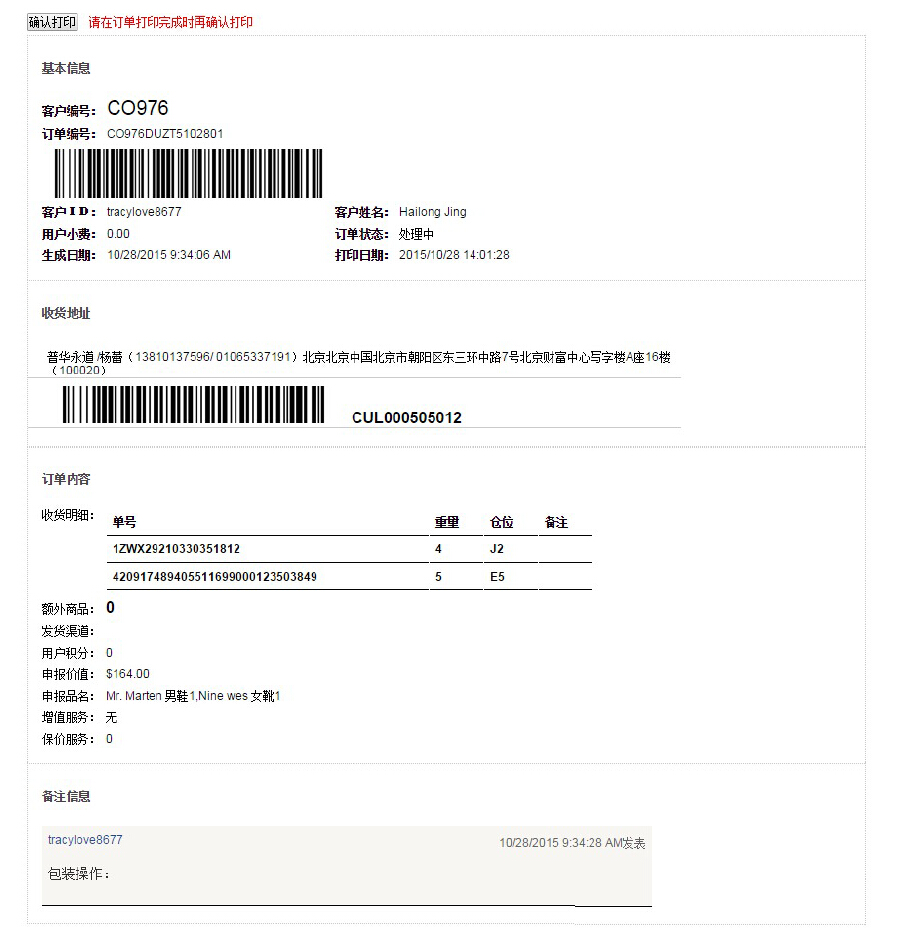 确认打印 请在订单打印完成时再确认打印
基本信息
客户编号： CO976
订单编号： CO976DUZT5102801
客户ID： tracylove8677 客户姓名： Hailong Jing
用户小费： 0.00 订单状态： 处理中
生成日期： 10/28/2015 9:34:06 AM 打印日期： 2015/10/28 14:01:28
收货地址
普华永道 /杨蕾（13810137596/ 01065337191）北京北京中国北京市朝阳区东三环中路7号北京财富中心写字楼A座16楼
（100020）
CUL000505012
订单内容
收货明细： 单号 重量 仓位 备注
1ZWX29210330351812 4 J2
420917489405511699000123503849 5 E5
额外商品： 0
发货渠道：
用户积分： 0
申报价值： $164.00
申报品名： Mr. Marten 男鞋1,Nine wes 女靴1
增值服务： 无
保价服务： 0
备注信息
tracylove8677 10/28/2015 9:34:28 AM发表
包装操作：